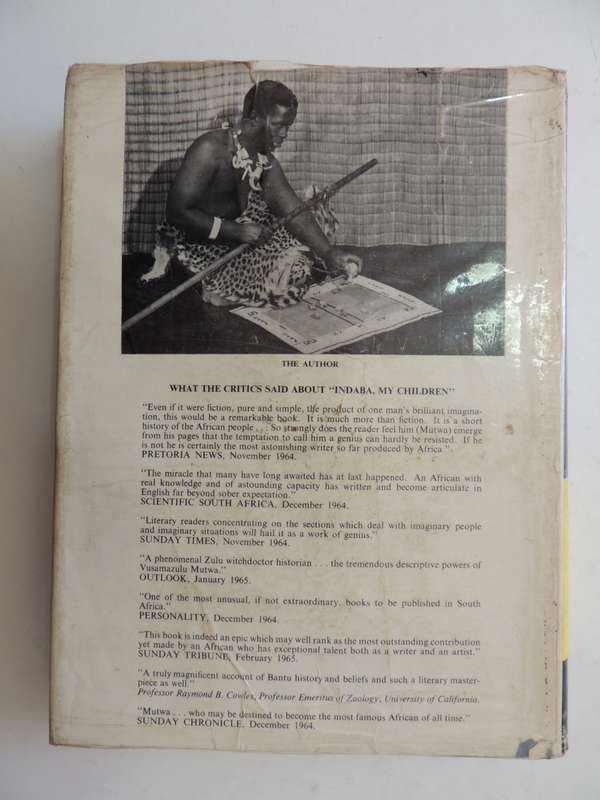 THE AUTHOR
WHAT THE CRITICS SAID ABOUT "INDABA, MY CHILDREN"
"Even if it were fiction, pure and simple, the product of one man's brilliant imagina-
tion, this would be a remarkable book. It is much more than fiction. It is a short
history of the African people . . . So strongly does the reader feel him (Mutwa) emerge
from his pages that the temptation to call him a genius can hardly be resisted. If he
is not he is certainly the most astonishing writer so far produced by Africa."
PRETORIA NEWS, November 1964.
"The miracle that many have long awaited has at last happened. An African with
real knowledge and of astounding capacity has written and become articulate in
English far beyond sober expectation."
SCIENTIFIC SOUTH AFRICA, December 1964.
"Literary readers concentrating on the sections which deal with imaginary people
and imaginary situations will hail it as a work of genius."
SUNDAY TIMES, November 1964.
"A phenomenal Zulu witchdoctor historian . . . the tremendous descriptive powers of
Vusamazulu Mutwa."
OUTLOOK, January 1965.
"One of the most unusual, if not extraordinary, books to be published in South
Africa."
PERSONALITY, December 1964.
"This book is indeed an epic which may well rank as the most outstanding contribution
yet made by an African who has exceptional talent both as a writer and an artist."
SUNDAY TRIBUNE, February 1965.
"A truly magnificent account of Bantu history and beliefs and such a literary master-
piece as well."
Professor Raymond B. Cowles, Professor Emeritus of Zoology, University of California.
"Mutwa . . . who may be destined to become the most famous African of all time."
SUNDAY CHRONICLE, December 1964.